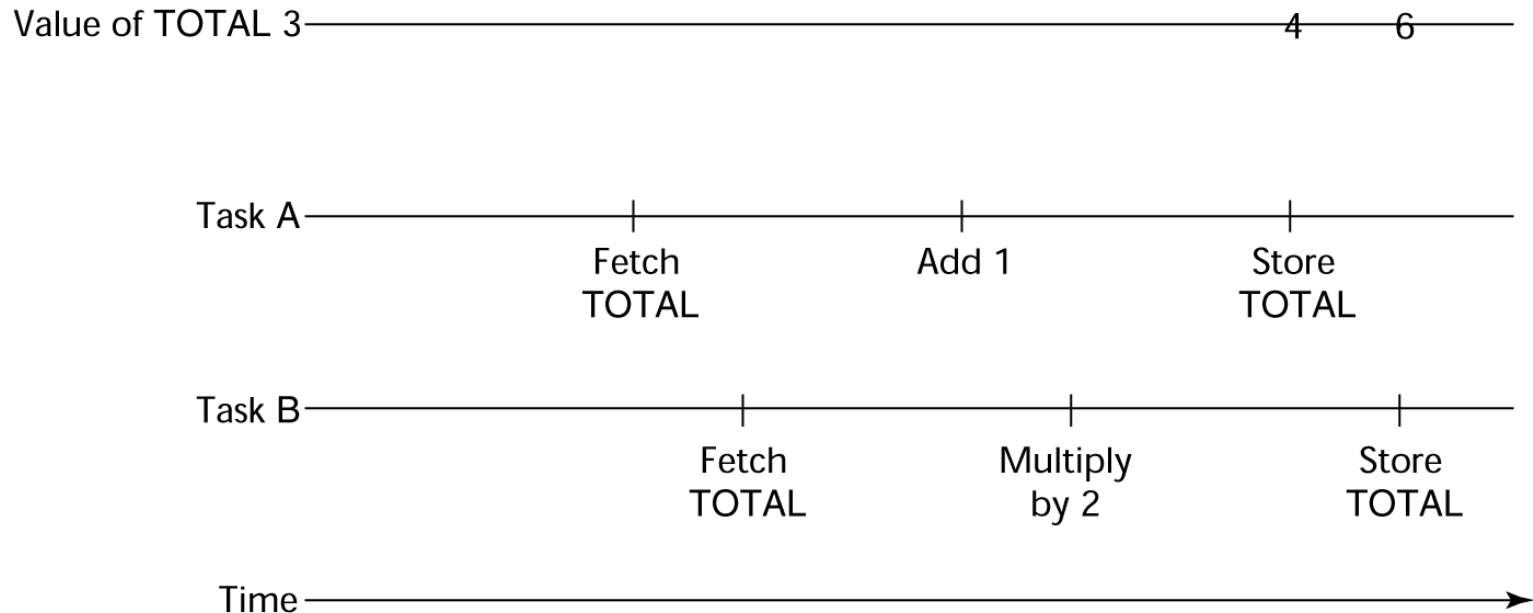 Value of TOTAL 3 4 6
Task A
Fetch Add 1 Store
TOTAL TOTAL
Task B
Fetch Multiply Store
TOTAL by 2 TOTAL
Time